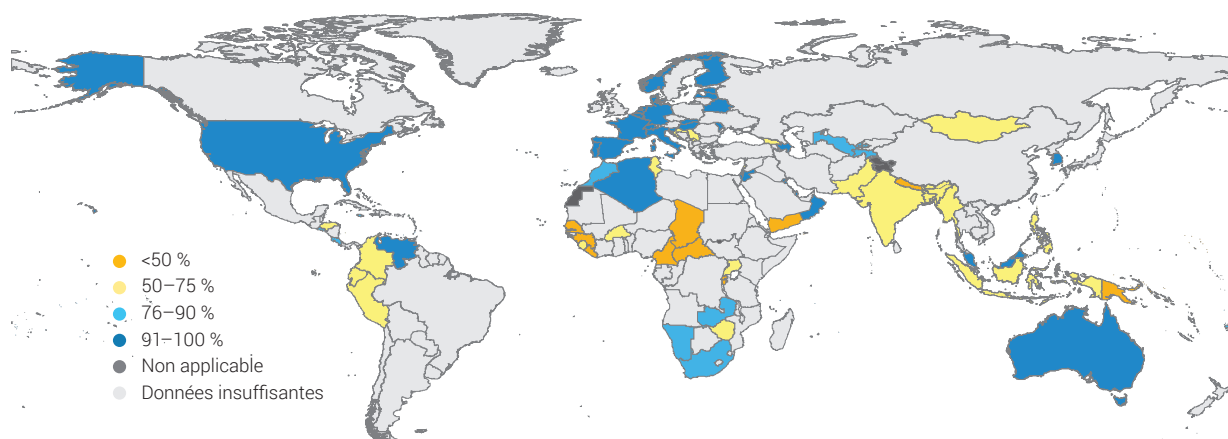 <50 %
50–75 %
76–90 %
91–100 %
Non applicable
Données insuffisantes